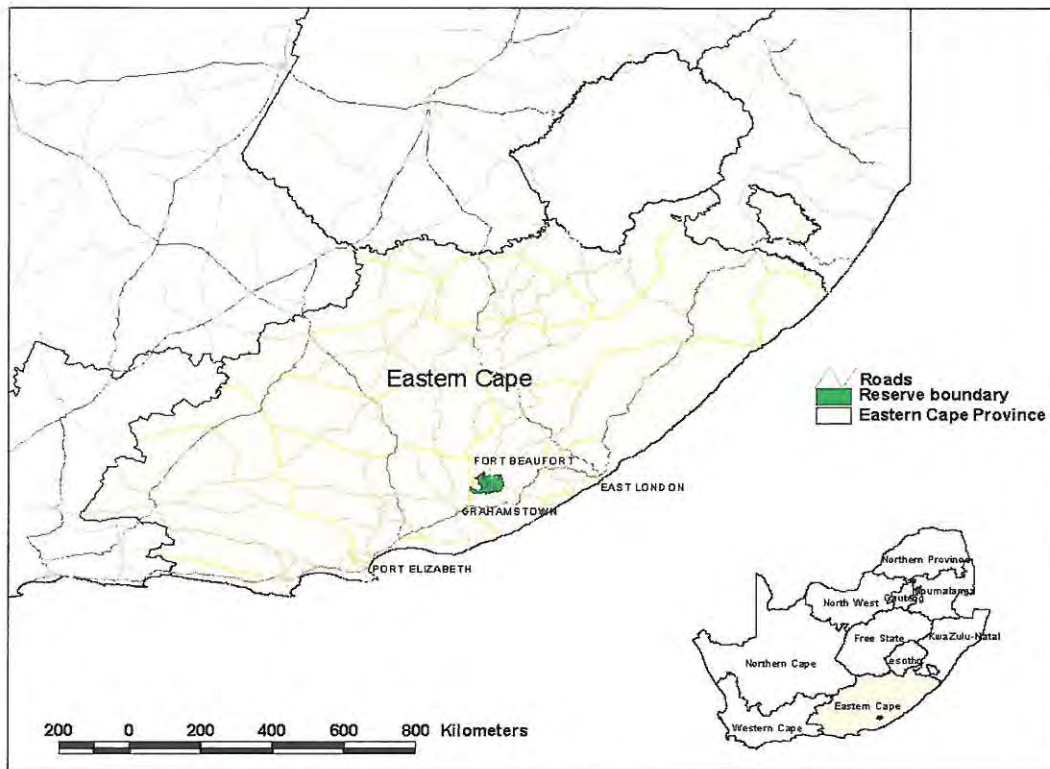 Eastern Cape
Roads
Reserve boundary
Eastern Cape Province
FORT BEAUFORT
EAST LONDON
GRAHAMSTOWN
PORT ELIZABETH
Northern Province
Mpumalanga
North West
Gauteng
Free State
KwaZulu-Natal
Lesotho
Northern Cape
Eastern Cape
Western Cape
200 0 200 400 600 800 Kilometers